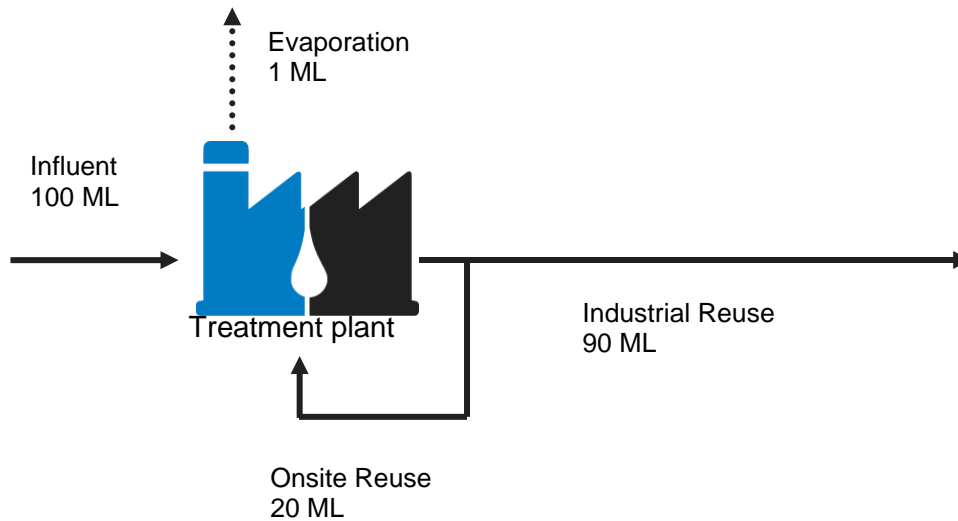 Evaporation
1 ML
Influent
100 ML
Treatment plant
Industrial Reuse
90 ML
Onsite Reuse
20 ML